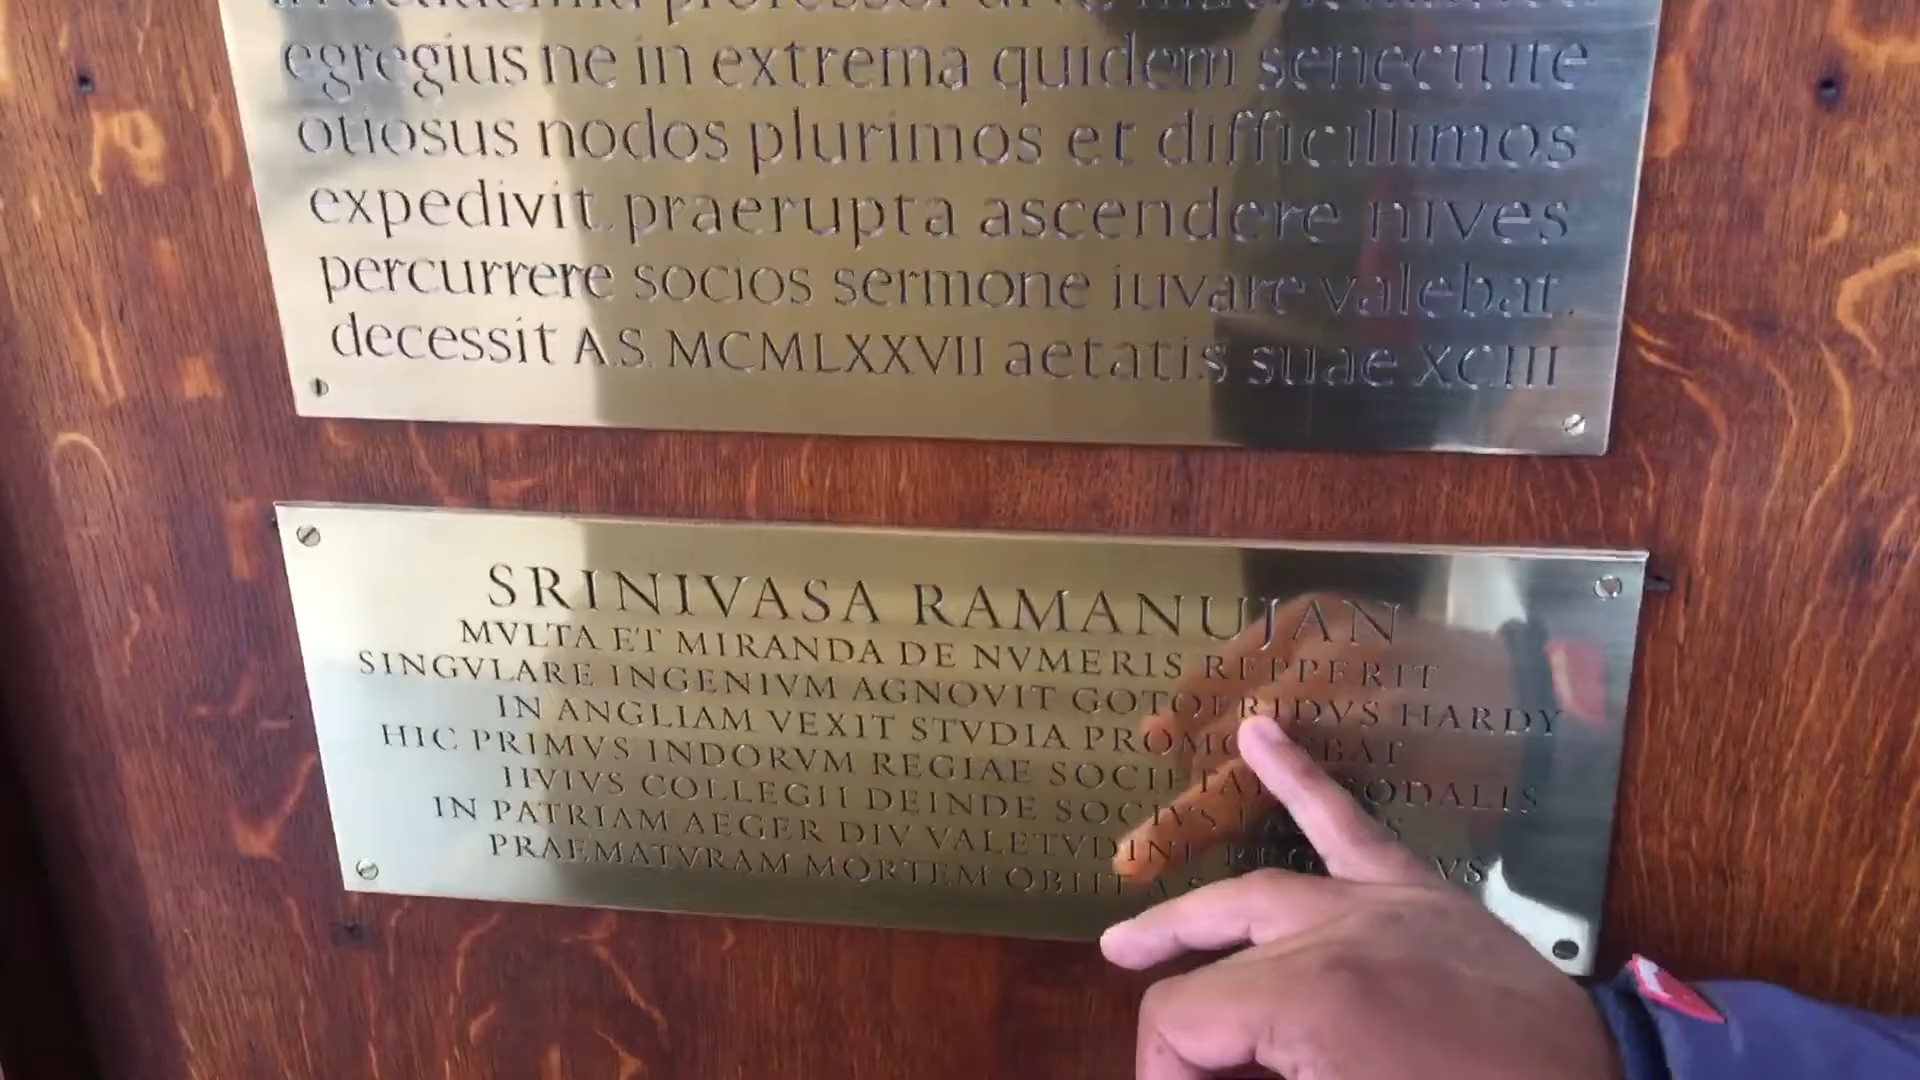 egregius ne in extrema quidem senectute
otiosus nodos plurimos et difficillimos
expedivit. praerupta ascendere nives
percurrere socios sermone iuvare valebat.
decessit A.S. MCMLXXVII aetatis suae XCIII
SRINIVASA RAMANUJAN
MVLTA ET MIRANDA DE NVMERIS REPPERIT
SINGVLARE INGENIVM AGNOVIT GOTOFRIDVS HARDY
IN ANGLIAM VEXIT STVDIA
HIC PRIMVS INDORVM REGIAE SODALIS
HVIVS COLLEGII DEINDE SOCIVS
IN PATRIAM AEGER DIV VALETVDINE
PRAEMATVRAM MORTEM OBIIT A S